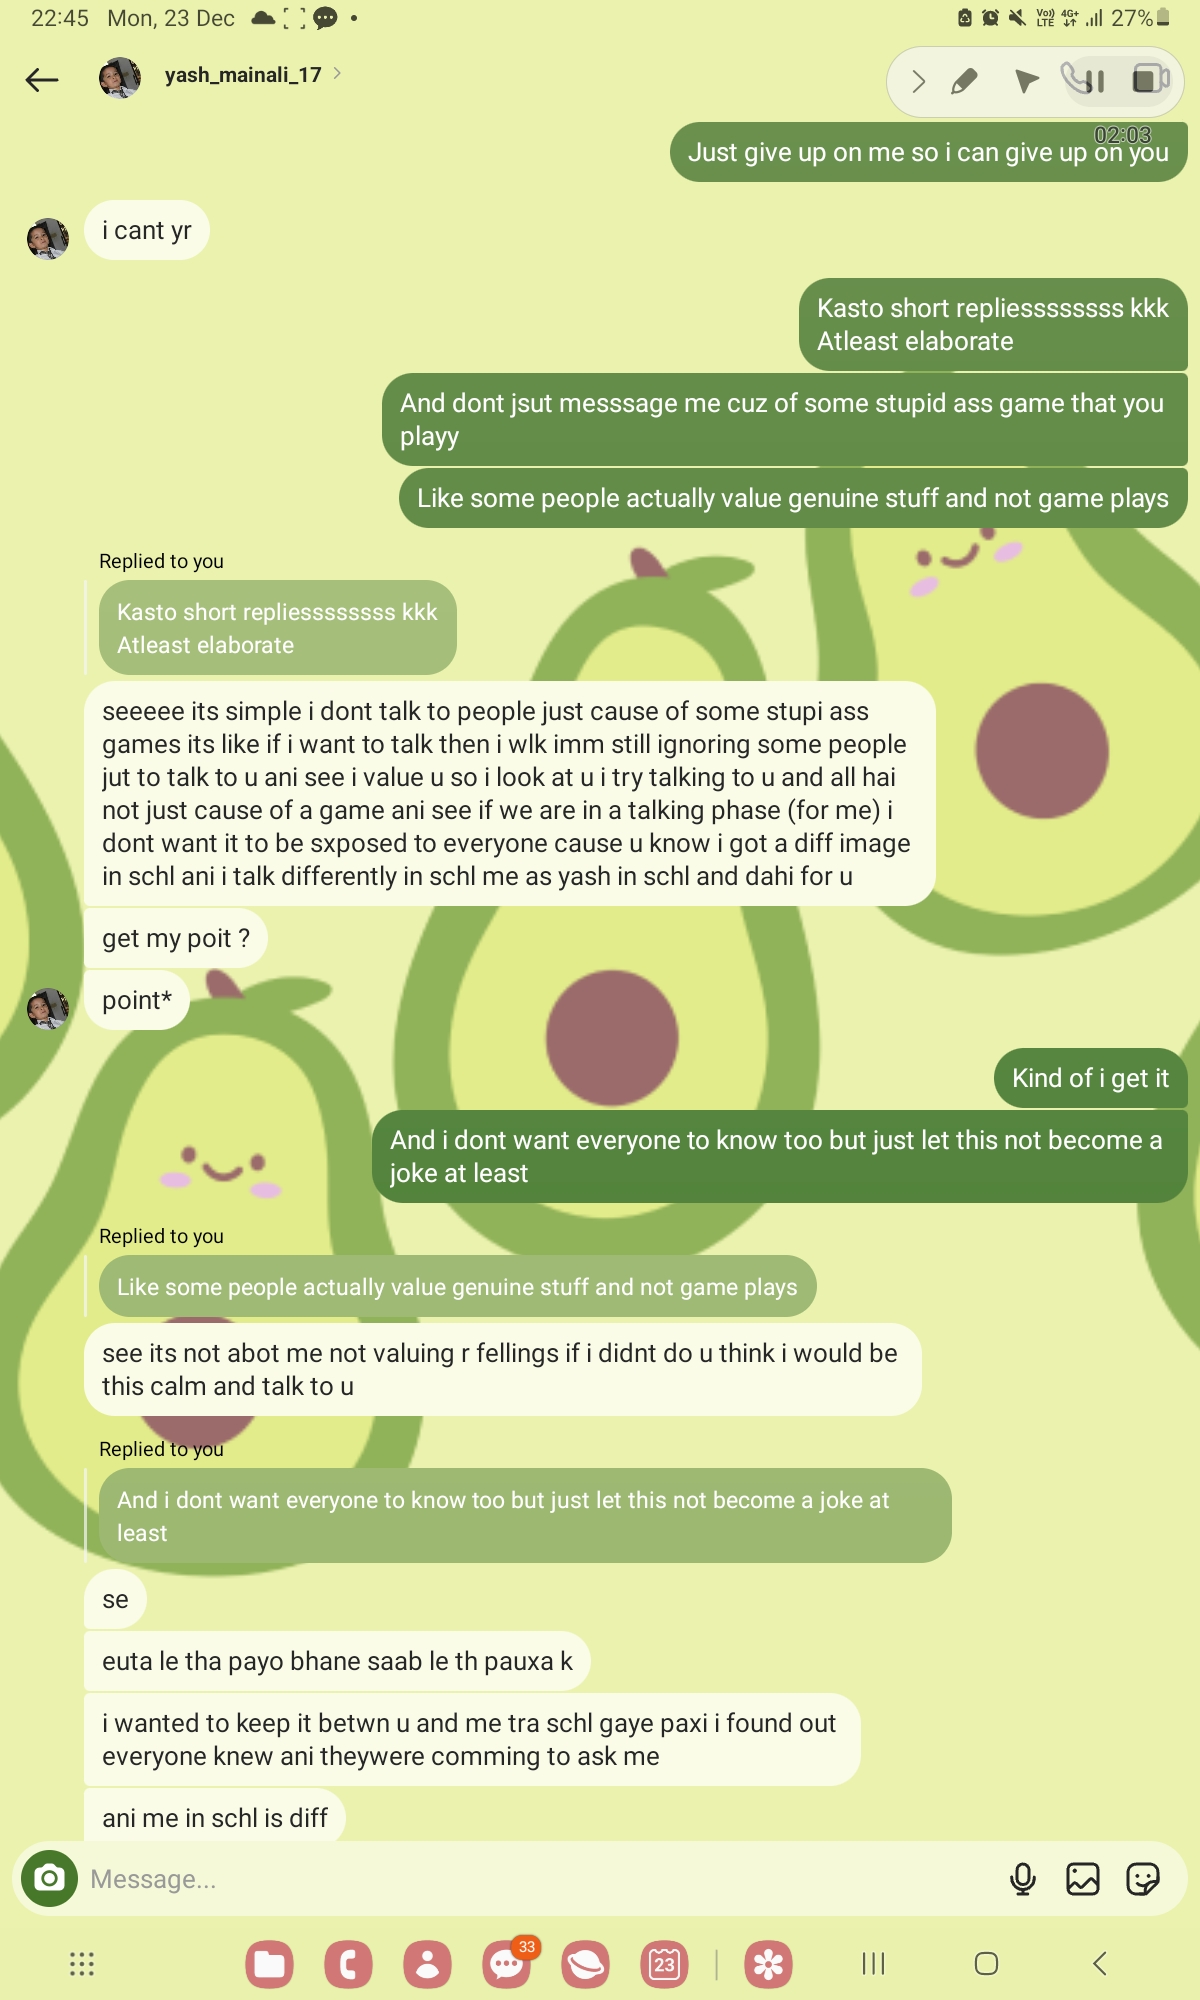 22:45 Mon, 23 Dec
Vo)) LTE 4G+ 27%
yash_mainali_17
02:03
Just give up on me so i can give up on you
i cant yr
Kasto short repliessssssss kkk
Atleast elaborate
And dont jsut messsage me cuz of some stupid ass game that you
playy
Like some people actually value genuine stuff and not game plays
Replied to you
Kasto short repliessssssss kkk
Atleast elaborate
seeeee its simple i dont talk to people just cause of some stupi ass
games its like if i want to talk then i wlk imm still ignoring some people
jut to talk to u ani see i value u so i look at u i try talking to u and all hai
not just cause of a game ani see if we are in a talking phase (for me) i
dont want it to be sxposed to everyone cause u know i got a diff image
in schl ani i talk differently in schl me as yash in schl and dahi for u
get my poit ?
point*
Kind of i get it
And i dont want everyone to know too but just let this not become a
joke at least
Replied to you
Like some people actually value genuine stuff and not game plays
see its not abot me not valuing r fellings if i didnt do u think i would be
this calm and talk to u
Replied to you
And i dont want everyone to know too but just let this not become a joke at
least
se
euta le tha payo bhane saab le th pauxa k
i wanted to keep it betwn u and me tra schl gaye paxi i found out
everyone knew ani theywere comming to ask me
ani me in schl is diff
Message...
33
23